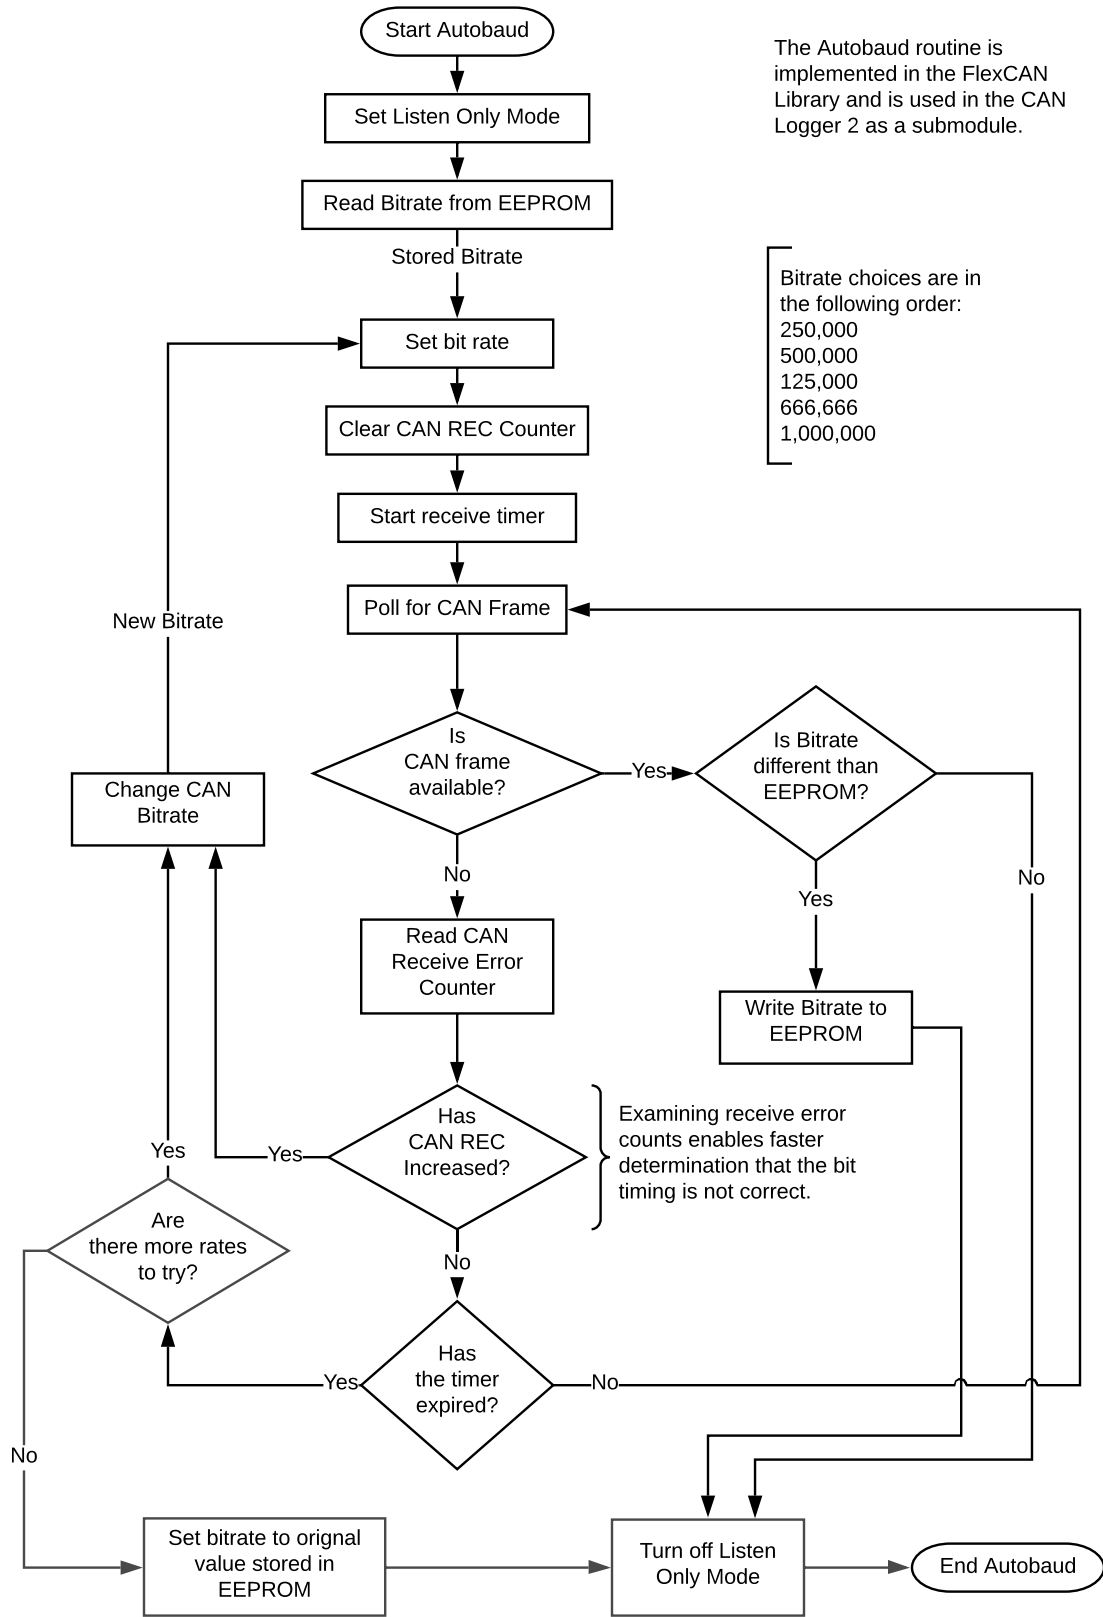 Start Autobaud
The Autobaud routine is
implemented in the FlexCAN
Library and is used in the CAN
Logger 2 as a submodule.
Set Listen Only Mode
Read Bitrate from EEPROM
Stored Bitrate
Bitrate choices are in
the following order:
250,000
500,000
125,000
666,666
1,000,000
Set bit rate
Clear CAN REC Counter
Start receive timer
Poll for CAN Frame
New Bitrate
Is
CAN frame
available?
Yes
Is Bitrate
different than
EEPROM?
Change CAN
Bitrate
No
No
Yes
Read CAN
Receive Error
Counter
Write Bitrate to
EEPROM
Has
CAN REC
Increased?
Yes
Examining receive error
counts enables faster
determination that the bit
timing is not correct.
Yes
Are
there more rates
to try?
No
Has
the timer
expired?
Yes
No
No
Set bitrate to orignal
value stored in
EEPROM
Turn off Listen
Only Mode
End Autobaud